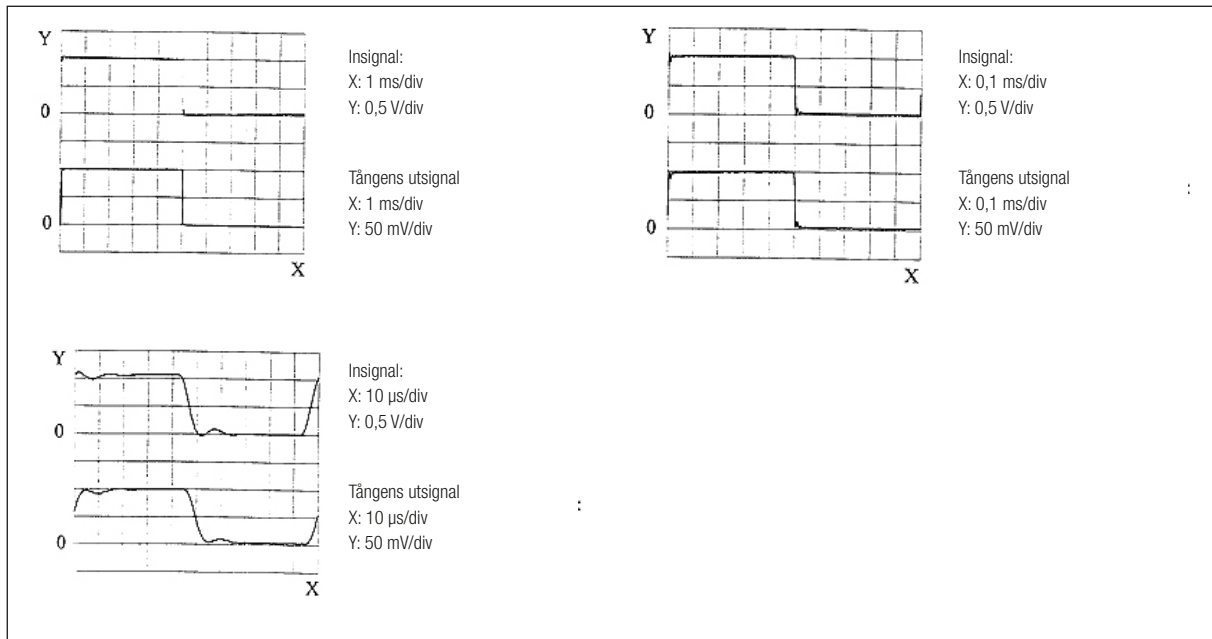 Y
0
0
X
Insignal:
X: 1 ms/div
Y: 0,5 V/div
Tångens utsignal
X: 1 ms/div
Y: 50 mV/div
Y
0
0
X
Insignal:
X: 0,1 ms/div
Y: 0,5 V/div
Tångens utsignal
X: 0,1 ms/div
Y: 50 mV/div
:
Y
0
0
X
Insignal:
X: 10 µs/div
Y: 0,5 V/div
Tångens utsignal
X: 10 µs/div
Y: 50 mV/div
: